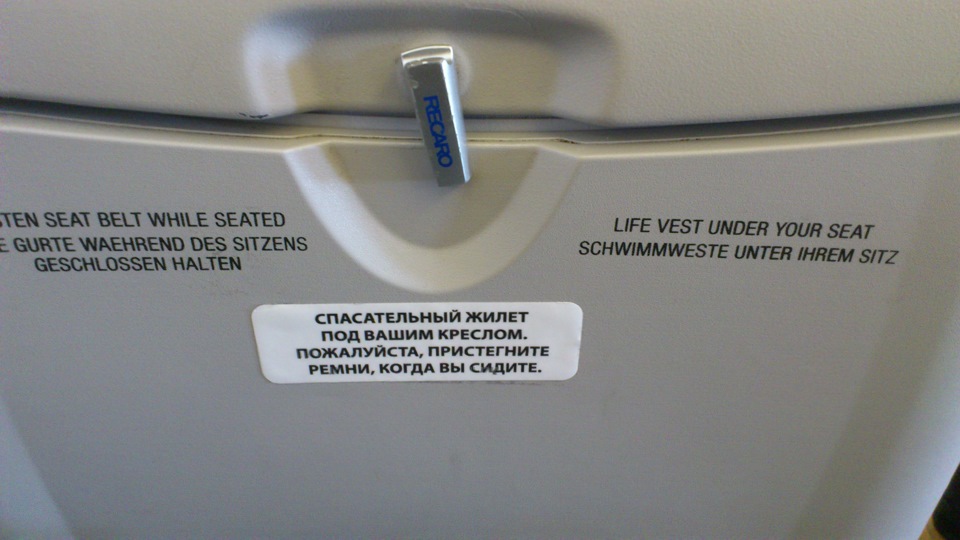 RECARO
SEAT BELT WHILE SEATED
GURTE WAEHREND DES SITZENS
GESCHLOSSEN HALTEN
LIFE VEST UNDER YOUR SEAT
SCHWIMMWESTE UNTER IHREM SITZ
СПАСАТЕЛЬНЫЙ ЖИЛЕТ
ПОД ВАШИМ КРЕСЛОМ.
ПОЖАЛУЙСТА, ПРИСТЕГНИТЕ
РЕМНИ, КОГДА ВЫ СИДИТЕ.